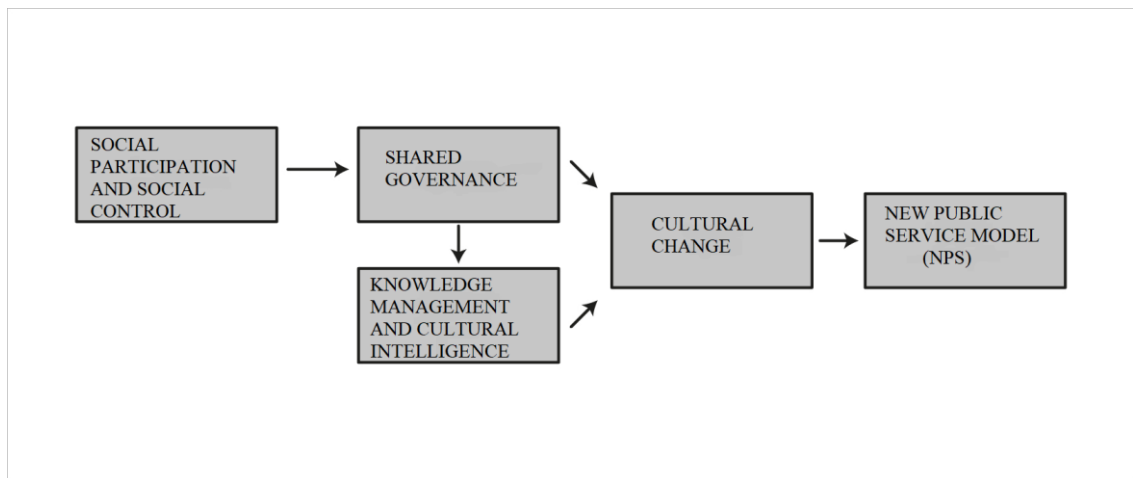 SOCIAL
PARTICIPATION
AND SOCIAL
CONTROL
SHARED
GOVERNANCE
KNOWLEDGE
MANAGEMENT
AND CULTURAL
INTELLIGENCE
CULTURAL
CHANGE
NEW PUBLIC
SERVICE MODEL
(NPS)